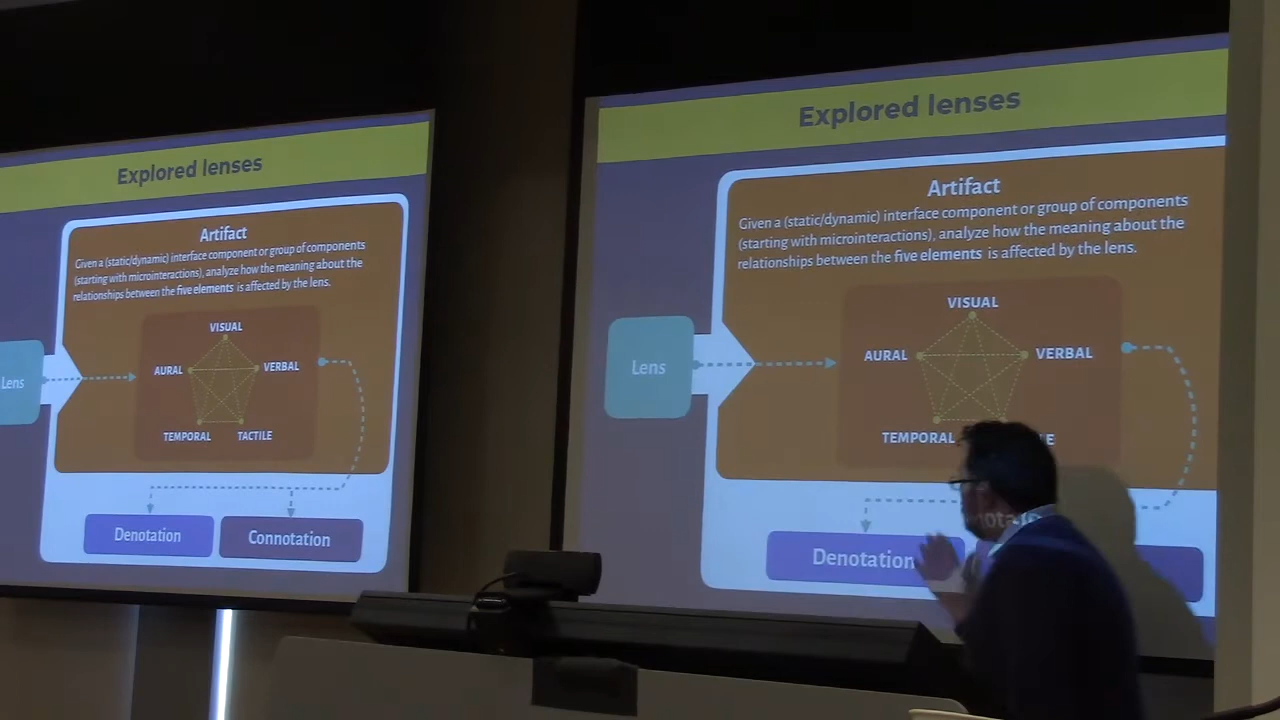 Explored lenses
Artifact
Given a (static/dynamic) interface component or group of components
(starting with microinteractions), analyze how the meaning about the
relationships between the five elements is affected by the lens.
VISUAL
AURAL
VERBAL
Lens
TEMPORAL
TACTILE
Denotation
Connotation
Explored lenses
Artifact
Given a (static/dynamic) interface component or group of components
(starting with microinteractions), analyze how the meaning about the
relationships between the five elements is affected by the lens.
VISUAL
AURAL
VERBAL
Lens
TEMPORAL
Denotation